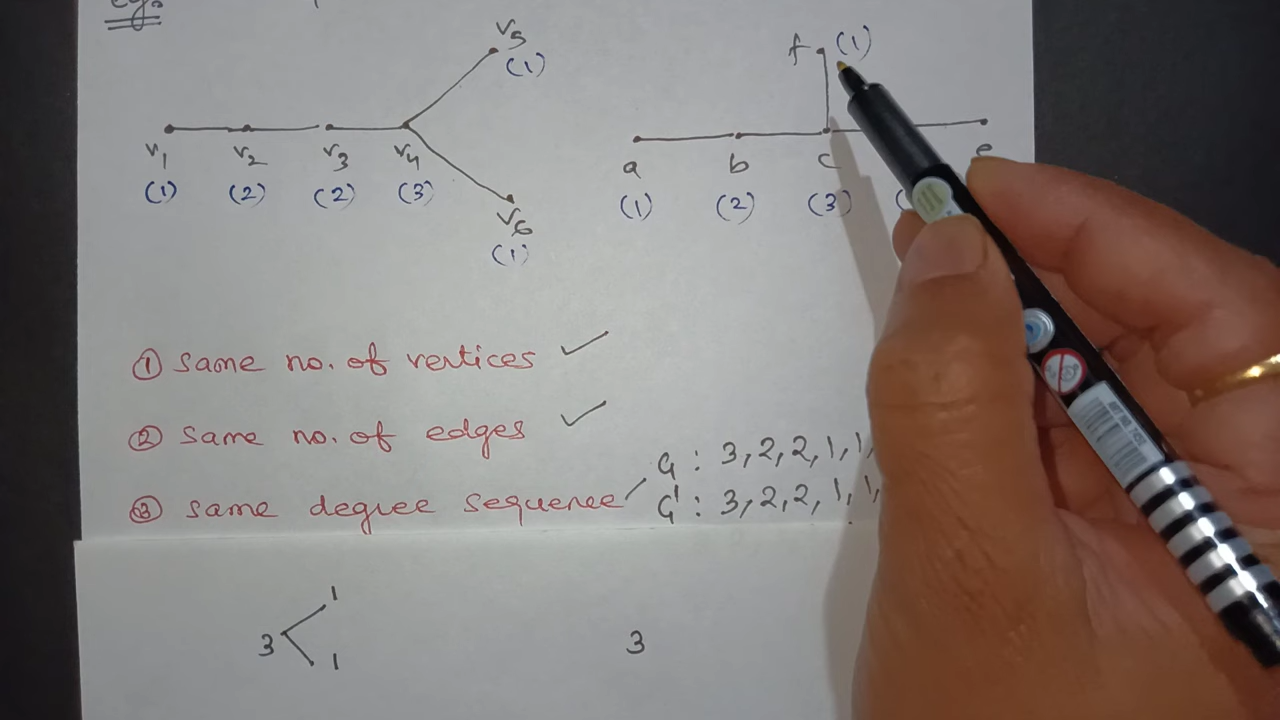 eg:
v5
(1)
v1 v2 v3 v4
(1) (2) (2) (3)
v6
(1)
f (1)
a b c e
(1) (2) (3) (
① same no. of vertices ✓
② same no. of edges ✓
③ same degree sequence ✓
G : 3, 2, 2, 1, 1,
G' : 3, 2, 2, 1, 1,
3 1
1
3